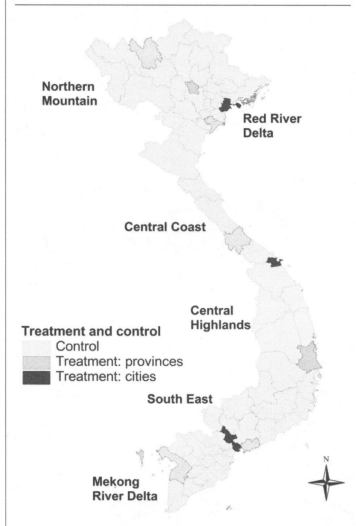 Northern
Mountain
Red River
Delta
Central Coast
Central
Highlands
Treatment and control
Control
Treatment: provinces
Treatment: cities
South East
Mekong
River Delta
N